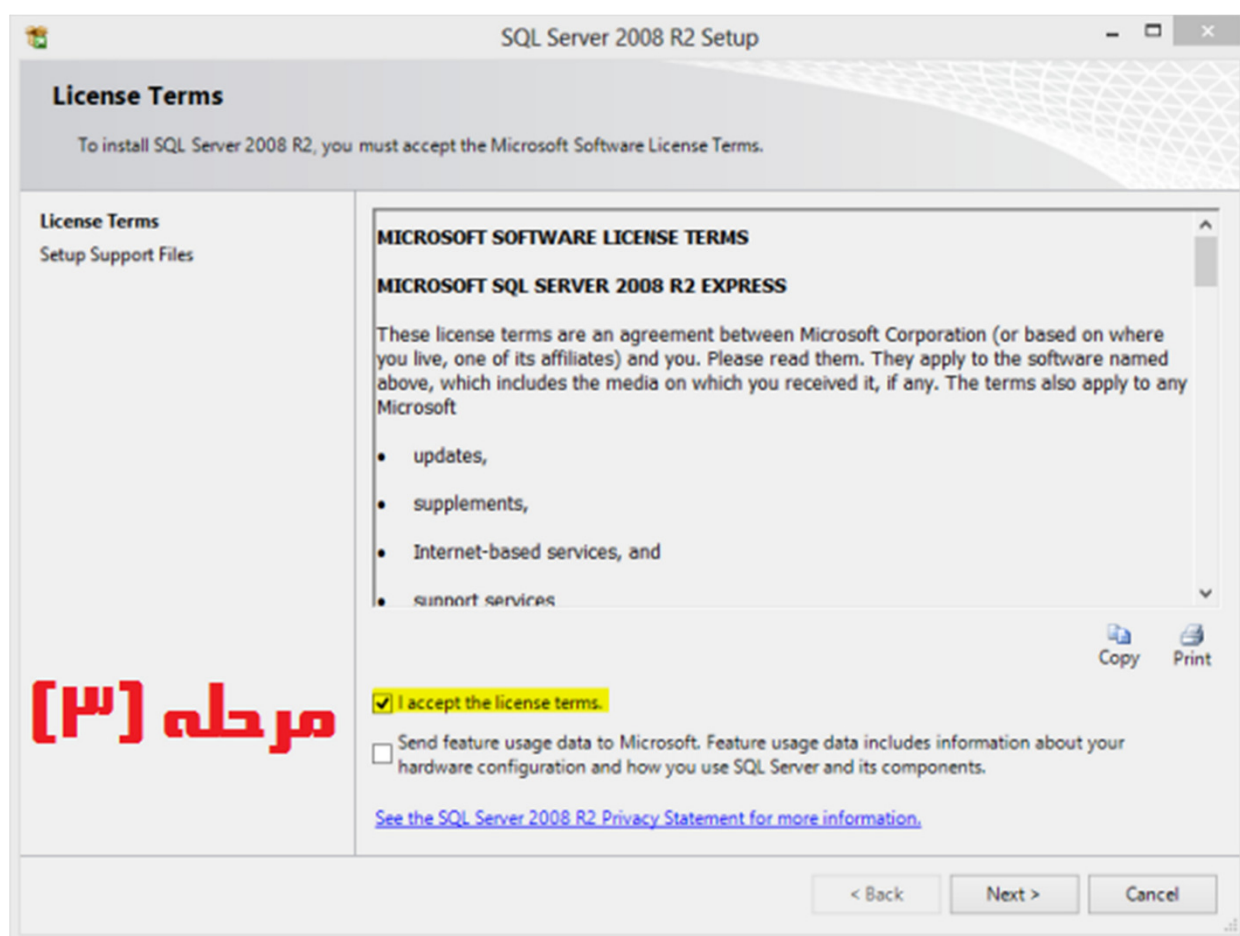 SQL Server 2008 R2 Setup
License Terms
To install SQL Server 2008 R2, you must accept the Microsoft Software License Terms.
License Terms
Setup Support Files
MICROSOFT SOFTWARE LICENSE TERMS
MICROSOFT SQL SERVER 2008 R2 EXPRESS
These license terms are an agreement between Microsoft Corporation (or based on where
you live, one of its affiliates) and you. Please read them. They apply to the software named
above, which includes the media on which you received it, if any. The terms also apply to any
Microsoft
• updates,
• supplements,
• Internet-based services, and
• support services
Copy Print
مرحله [۳]
I accept the license terms.
Send feature usage data to Microsoft. Feature usage data includes information about your
hardware configuration and how you use SQL Server and its components.
See the SQL Server 2008 R2 Privacy Statement for more information.
< Back Next > Cancel